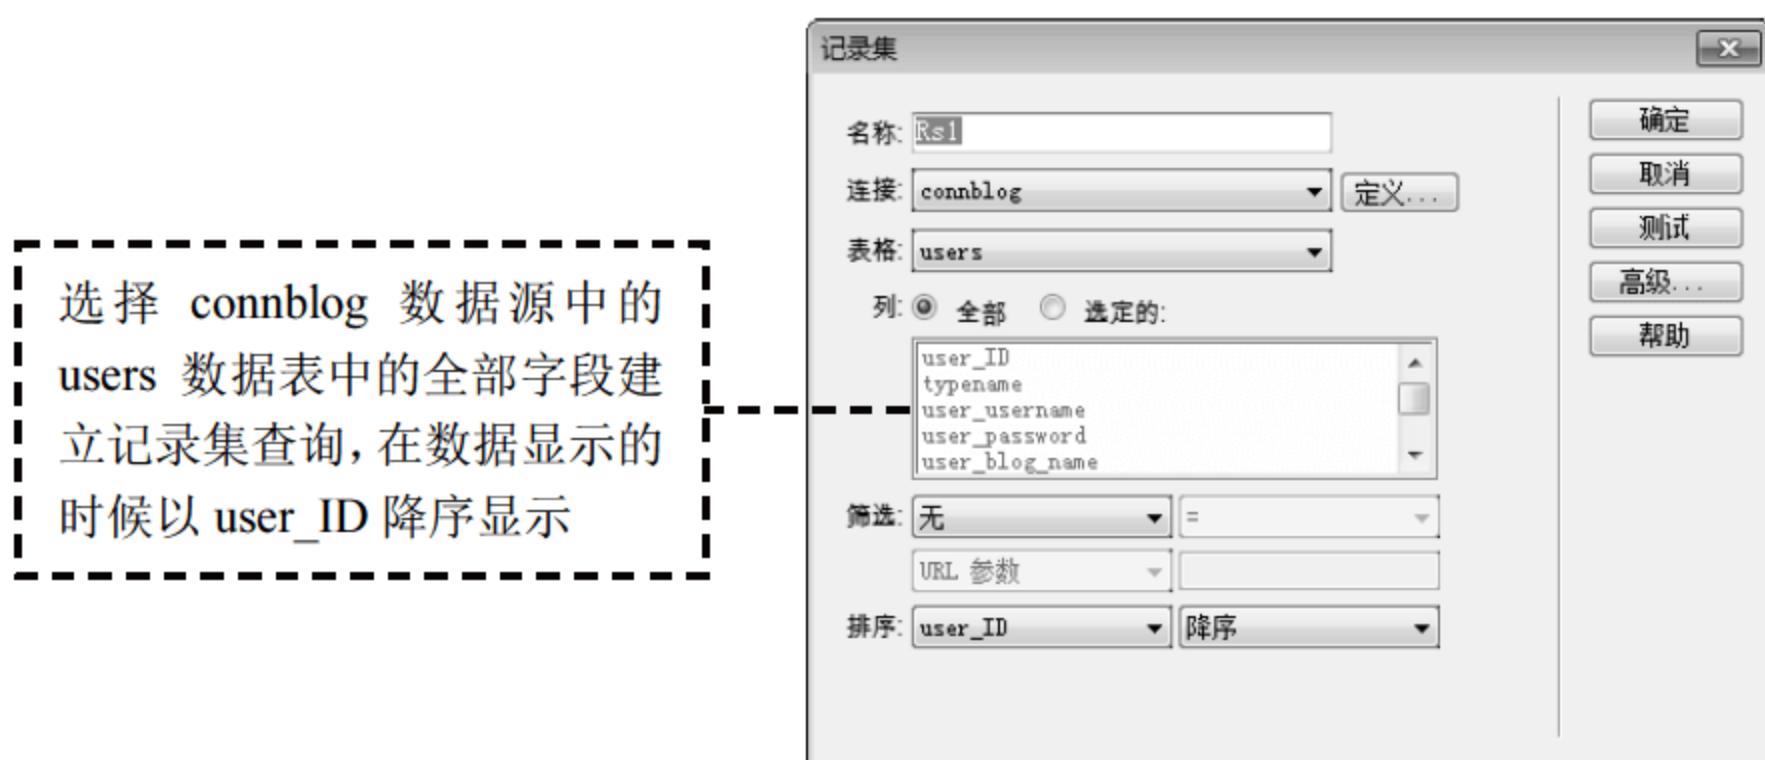 选择 connblog 数据源中的
users 数据表中的全部字段建
立记录集查询，在数据显示的
时候以 user_ID 降序显示
记录集
名称: Rs1
连接: connblog 定义...
表格: users
列: 全部 选定的:
user_ID
typename
user_username
user_password
user_blog_name
筛选: 无 =
URL 参数
排序: user_ID 降序
确定
取消
测试
高级...
帮助